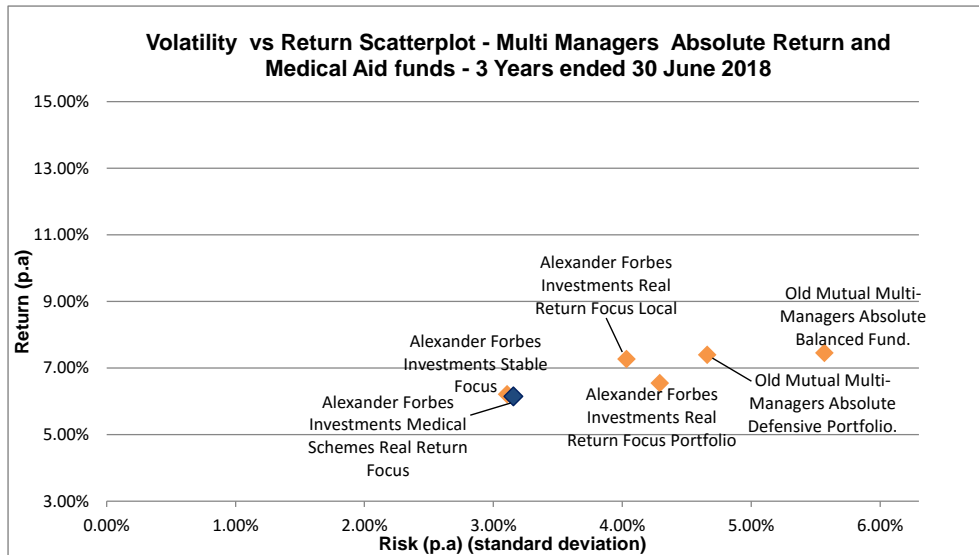 Volatility vs Return Scatterplot - Multi Managers Absolute Return and
Medical Aid funds - 3 Years ended 30 June 2018
Return (p.a)
15.00%
13.00%
11.00%
9.00%
7.00%
5.00%
3.00%
Alexander Forbes
Investments Real
Return Focus Local
Old Mutual Multi-
Managers Absolute
Balanced Fund.
Alexander Forbes
Investments Stable
Focus
Alexander Forbes
Investments Medical
Schemes Real Return
Focus
Alexander Forbes
Investments Real
Return Focus Portfolio
Old Mutual Multi-
Managers Absolute
Defensive Portfolio.
0.00% 1.00% 2.00% 3.00% 4.00% 5.00% 6.00%
Risk (p.a) (standard deviation)